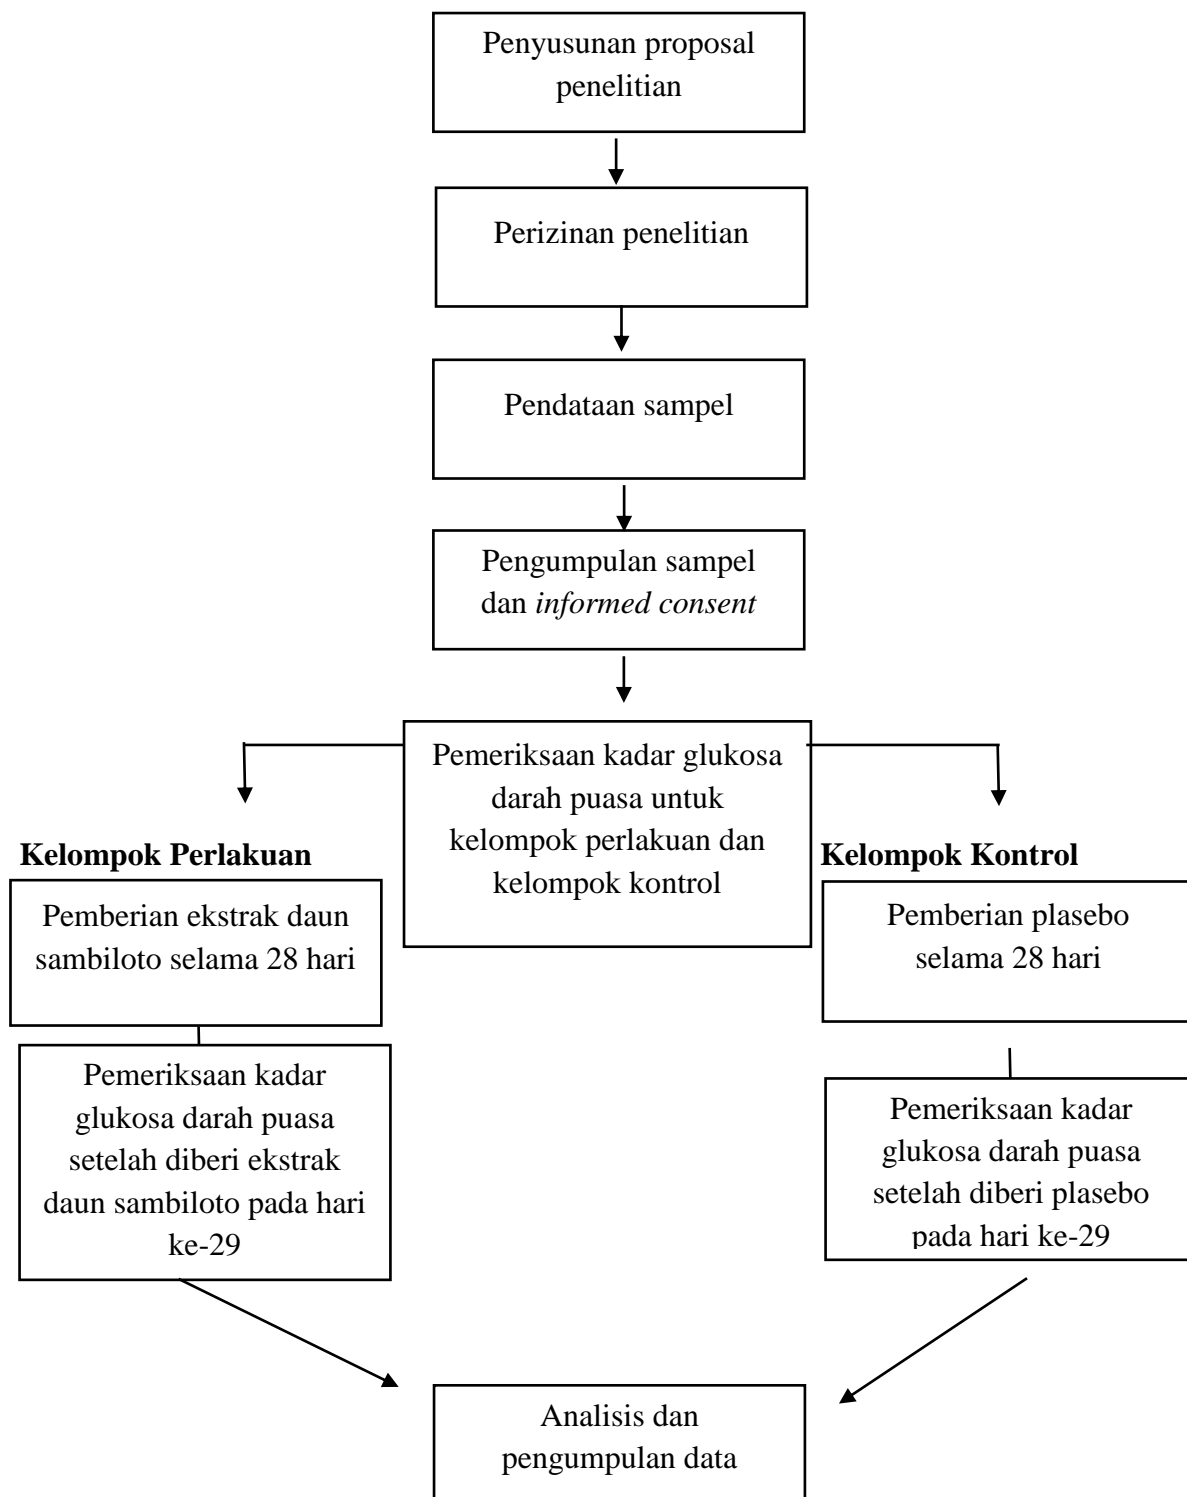 Penyusunan proposal
penelitian
Perizinan penelitian
Pendataan sampel
Pengumpulan sampel
dan informed consent
Pemeriksaan kadar glukosa
darah puasa untuk
kelompok perlakuan dan
kelompok kontrol
Kelompok Perlakuan
Pemberian ekstrak daun
sambiloto selama 28 hari
Pemeriksaan kadar
glukosa darah puasa
setelah diberi ekstrak
daun sambiloto pada hari
ke-29
Kelompok Kontrol
Pemberian plasebo
selama 28 hari
Pemeriksaan kadar
glukosa darah puasa
setelah diberi plasebo
pada hari ke-29
Analisis dan
pengumpulan data